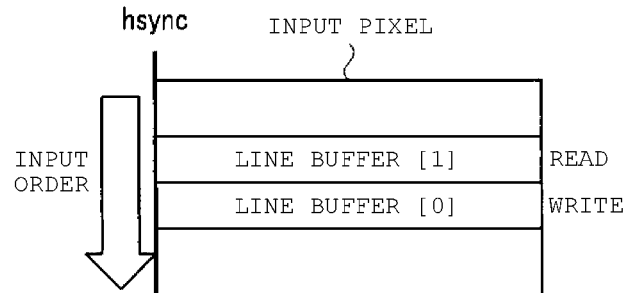 hsync
INPUT PIXEL
INPUT
ORDER
LINE BUFFER [1]
READ
LINE BUFFER [0]
WRITE